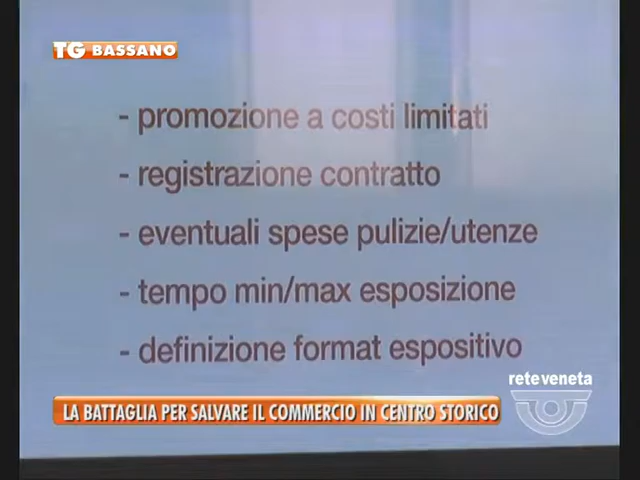 TG BASSANO
- promozione a costi limitati
- registrazione contratto
- eventuali spese pulizie/utenze
- tempo min/max esposizione
- definizione format espositivo
reteveneta
LA BATTAGLIA PER SALVARE IL COMMERCIO IN CENTRO STORICO